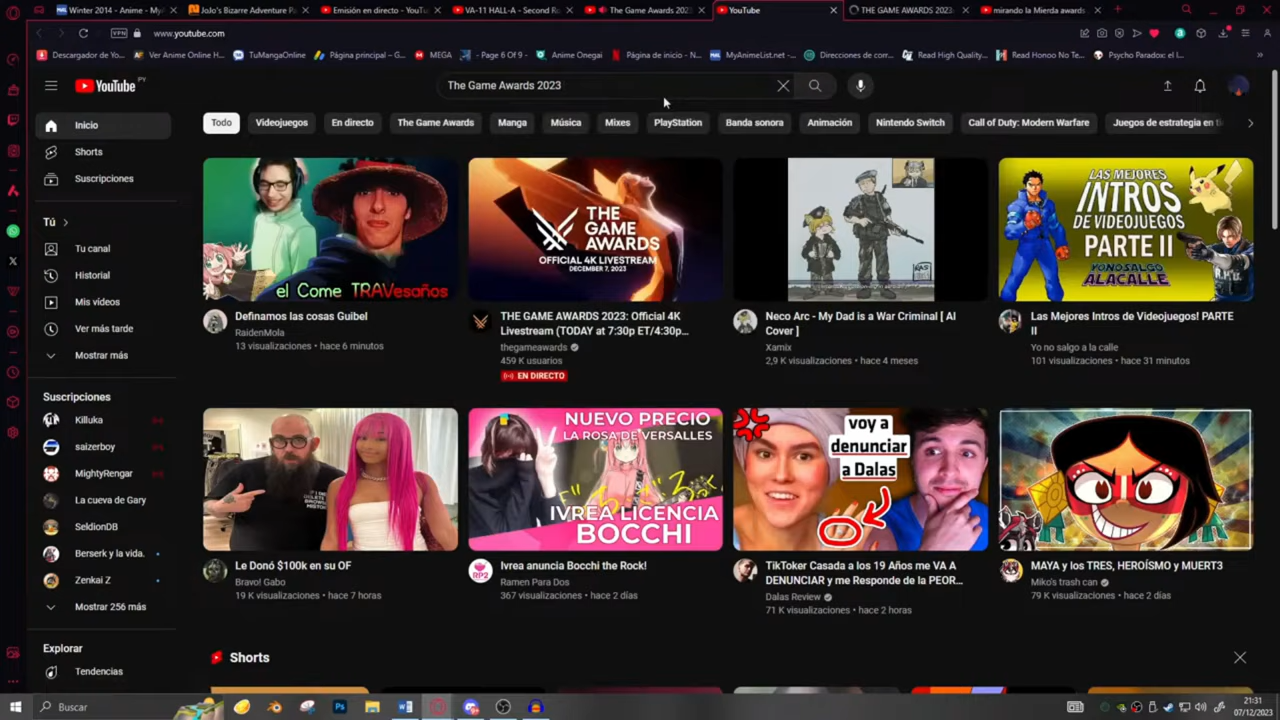 Winter 2014 - Anime - My
JoJo's Bizarre Adventure Pa
Emisión en directo - YouTu
VA-11 HALL-A - Second Ro
The Game Awards 202
YouTube
THE GAME AWARDS 2023:
mirando la Mierda awards
VPN
www.youtube.com
Descargador de Yo...
Ver Anime Online H...
TuMangaOnline
Página principal – G...
MEGA
- Page 6 Of 9 -
Anime Onegai
Página de inicio - N...
MyAnimeList.net -...
Direcciones de corr...
Read High Quality...
Read Honoo No Te...
Psycho Paradox: el l...
YouTube PY
The Game Awards 2023
Todo
Videojuegos
En directo
The Game Awards
Manga
Música
Mixes
PlayStation
Banda sonora
Animación
Nintendo Switch
Call of Duty: Modern Warfare
Juegos de estrategia en ti
Inicio
Shorts
Suscripciones
Tú
Tu canal
Historial
Mis vídeos
Ver más tarde
Mostrar más
Suscripciones
Killuka
saizerboy
MightyRengar
La cueva de Gary
SeldionDB
Berserk y la vida.
Zenkai Z
Mostrar 256 más
Explorar
Tendencias
el Come TRAVesaños
Definamos las cosas Guibel
RaidenMola
13 visualizaciones • hace 6 minutos
THE
GAME
AWARDS
OFFICIAL 4K LIVESTREAM
DECEMBER 7, 2023
THE GAME AWARDS 2023: Official 4K
Livestream (TODAY at 7:30p ET/4:30p...
thegameawards
459 K usuarios
EN DIRECTO
Neco Arc - My Dad is a War Criminal [ AI
Cover ]
Xamix
2,9 K visualizaciones • hace 4 meses
LAS MEJORES
INTROS
DE VIDEOJUEGOS
PARTE II
YO NO SALGO
A LA CALLE
Las Mejores Intros de Videojuegos! PARTE
II
Yo no salgo a la calle
101 visualizaciones • hace 31 minutos
Le Donó $100k en su OF
Bravo! Gabo
19 K visualizaciones • hace 7 horas
NUEVO PRECIO
LA ROSA DE VERSALLES
IVREA LICENCIA
BOCCHI
Ivrea anuncia Bocchi the Rock!
Ramen Para Dos
367 visualizaciones • hace 2 días
voy a
denunciar
a Dalas
TikToker Casada a los 19 Años me VA A
DENUNCIAR y me Responde de la PEOR...
Dalas Review
71 K visualizaciones • hace 2 horas
MAYA y los TRES, HEROÍSMO y MUERT3
Miko's trash can
79 K visualizaciones • hace 2 días
Shorts
Buscar
21:31
07/12/2023